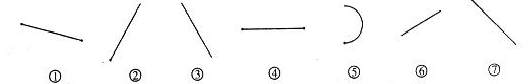 ① ② ③ ④ ⑤ ⑥ ⑦